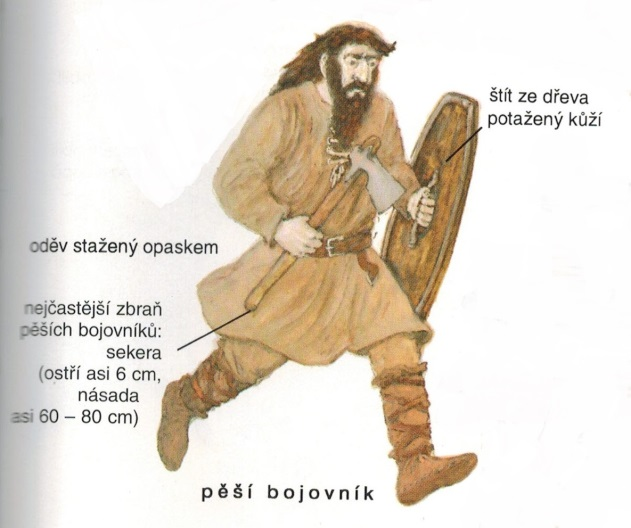 štít ze dřeva
potažený kůží
oděv stažený opaskem
nejčastější zbraň
pěších bojovníků:
sekera
(ostří asi 6 cm,
násada
asi 60 – 80 cm)
pěší bojovník